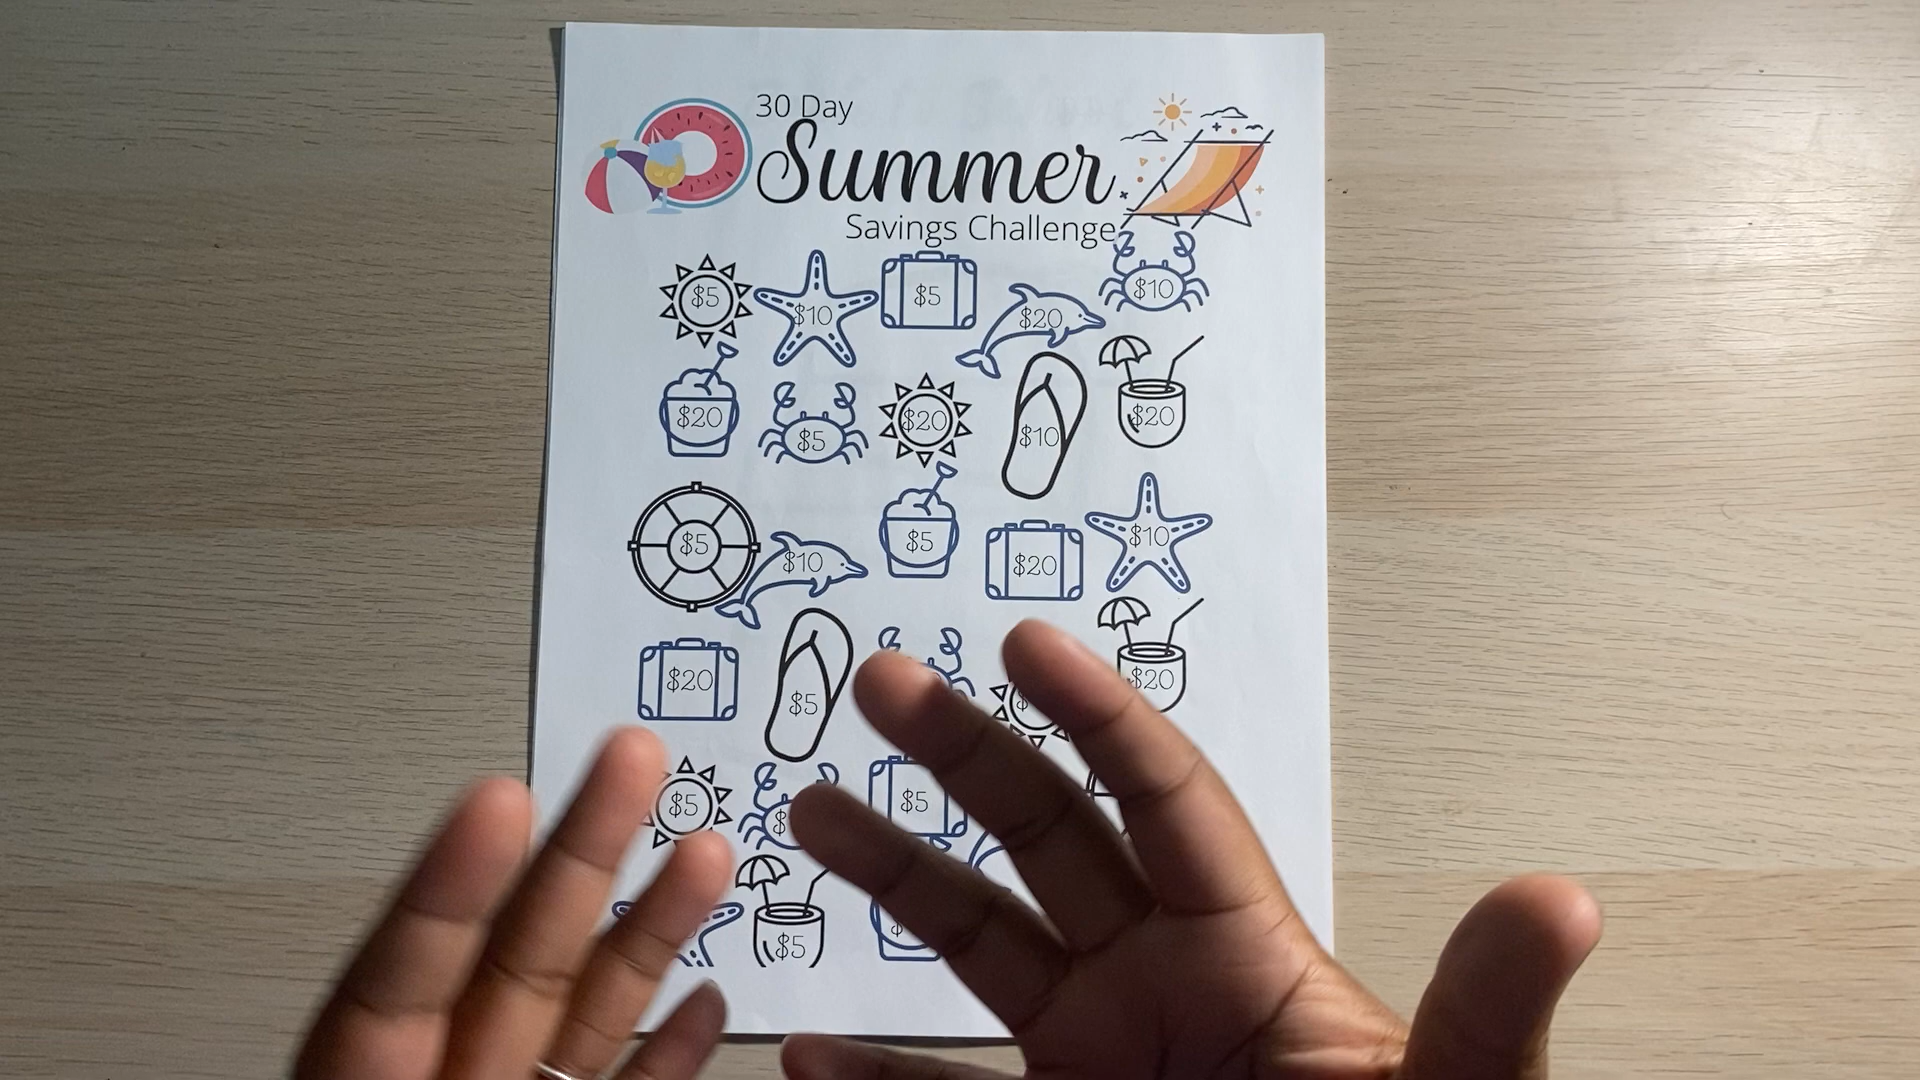 30 Day
Summer
Savings Challenge
$5 $10 $5 $20 $10
$20 $5 $20 $10 $20
$5 $10 $5 $20 $10
$20 $5 $20
$5 $5
$5